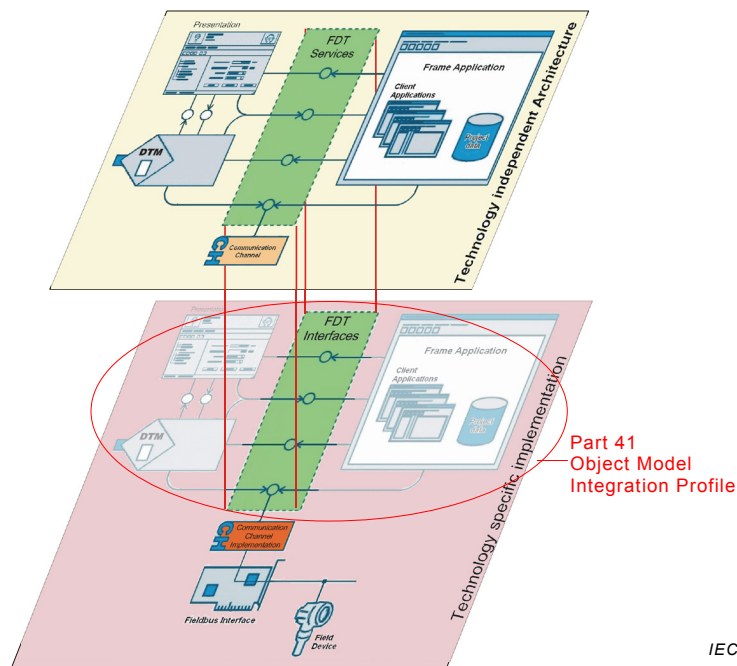 Presentation
FDT
Services
Frame Application
Client
Applications
Project
data
DTM
CH
Communication
Channel
Technology independent Architecture
FDT
Interfaces
Frame Application
Client
Applications
Project
data
DTM
CH
Communication
Channel
Implementation
Fieldbus Interface
Field
Device
Technology specific implementation
Part 41
Object Model
Integration Profile
IEC